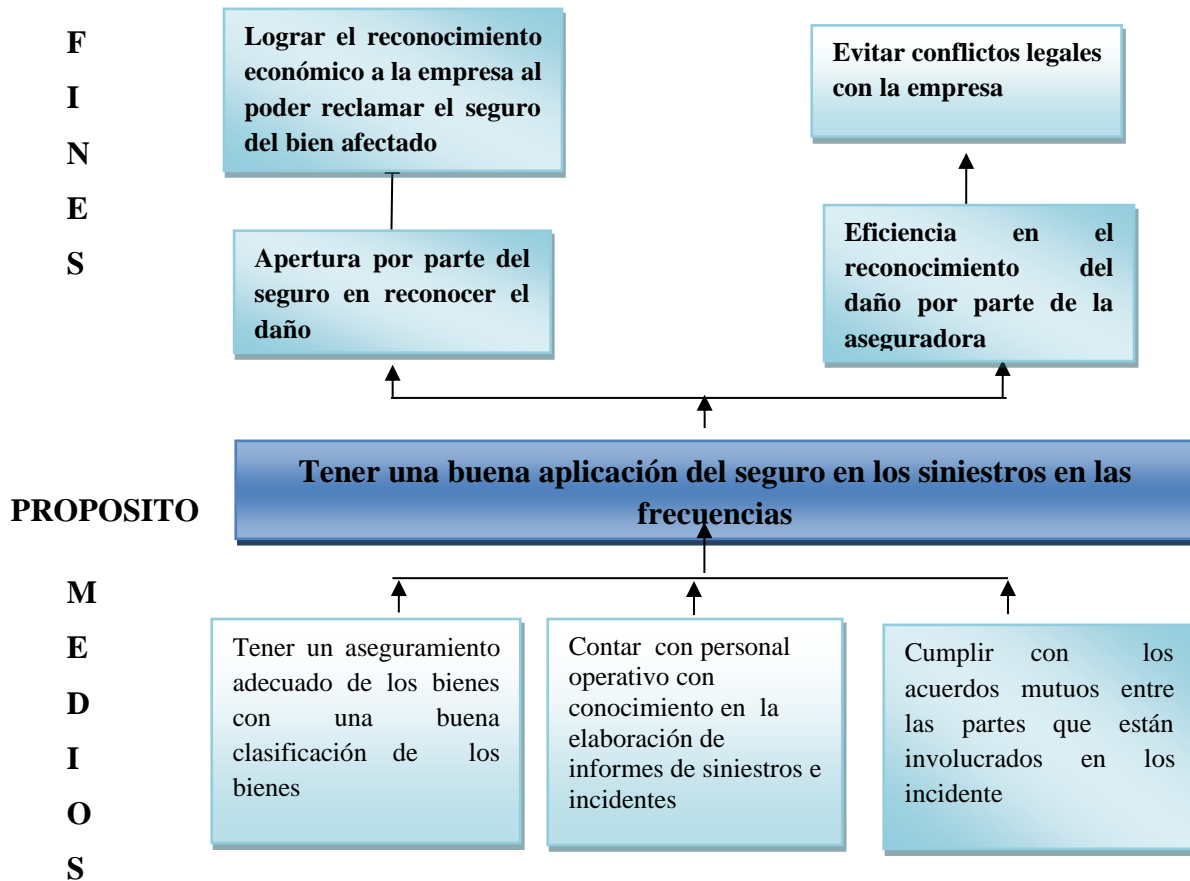 F
I
N
E
S
Lograr el reconocimiento
económico a la empresa al
poder reclamar el seguro
del bien afectado
Evitar conflictos legales
con la empresa
Apertura por parte del
seguro en reconocer el
daño
Eficiencia en el
reconocimiento del
daño por parte de la
aseguradora
PROPOSITO
Tener una buena aplicación del seguro en los siniestros en las
frecuencias
M
E
D
I
O
S
Tener un aseguramiento
adecuado de los bienes
con una buena
clasificación de los
bienes
Contar con personal
operativo con
conocimiento en la
elaboración de
informes de siniestros e
incidentes
Cumplir con los
acuerdos mutuos entre
las partes que están
involucrados en los
incidente